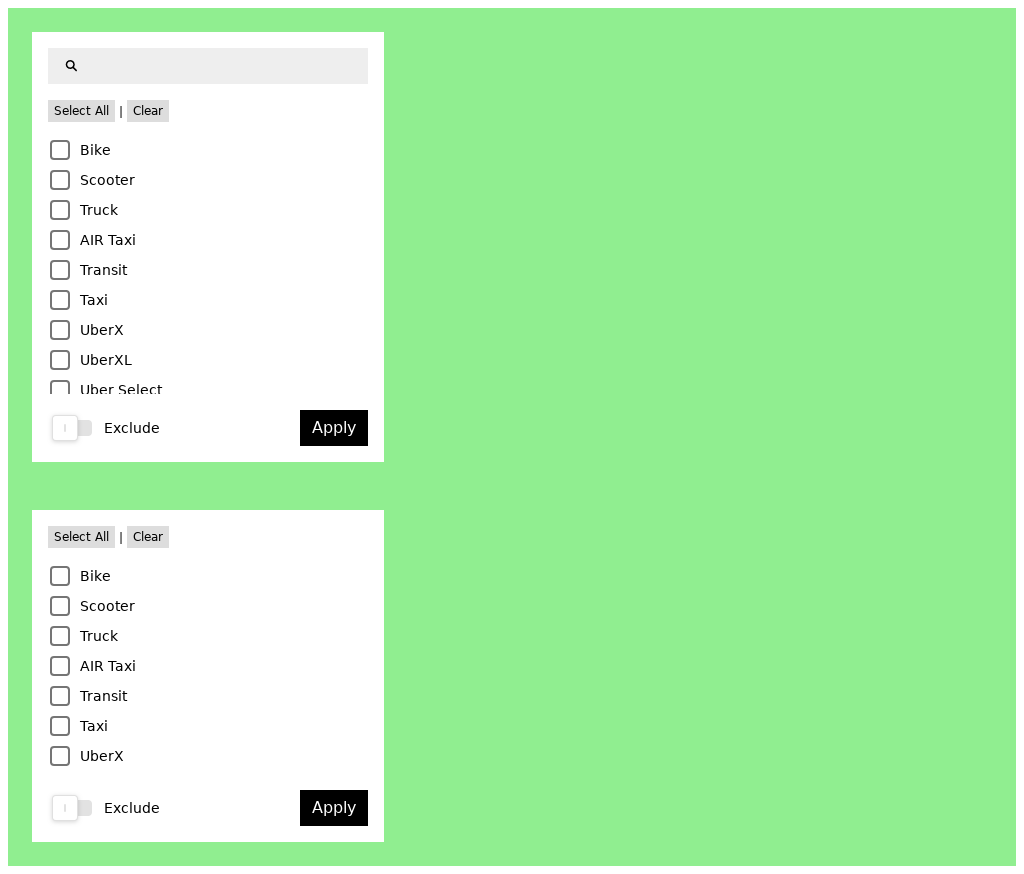 Select All | Clear
Bike
Scooter
Truck
AIR Taxi
Transit
Taxi
UberX
UberXL
Uber Select
Exclude Apply
Select All | Clear
Bike
Scooter
Truck
AIR Taxi
Transit
Taxi
UberX
Exclude Apply